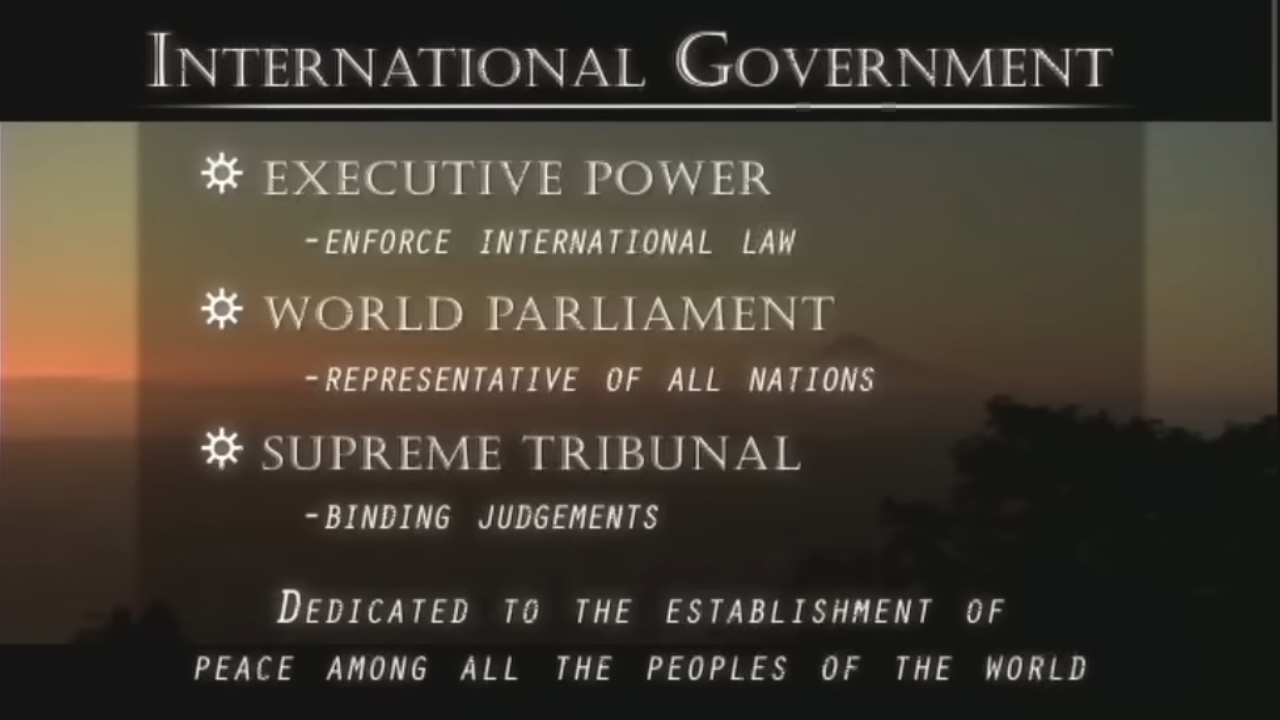 INTERNATIONAL GOVERNMENT
EXECUTIVE POWER
-ENFORCE INTERNATIONAL LAW
WORLD PARLIAMENT
-REPRESENTATIVE OF ALL NATIONS
SUPREME TRIBUNAL
-BINDING JUDGEMENTS
DEDICATED TO THE ESTABLISHMENT OF
PEACE AMONG ALL THE PEOPLES OF THE WORLD